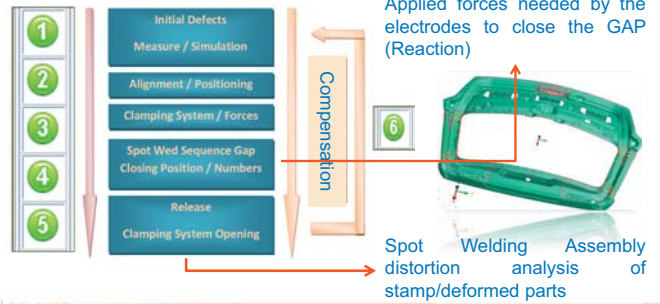 1
Initial Defects
Measure / Simulation
2
Alignment / Positioning
3
Clamping System / Forces
4
Spot Wed Sequence Gap
Closing Position / Numbers
5
Release
Clamping System Opening
Compensation
6
Applied forces needed by the
electrodes to close the GAP
(Reaction)
Spot Welding Assembly
distortion analysis of
stamp/deformed parts